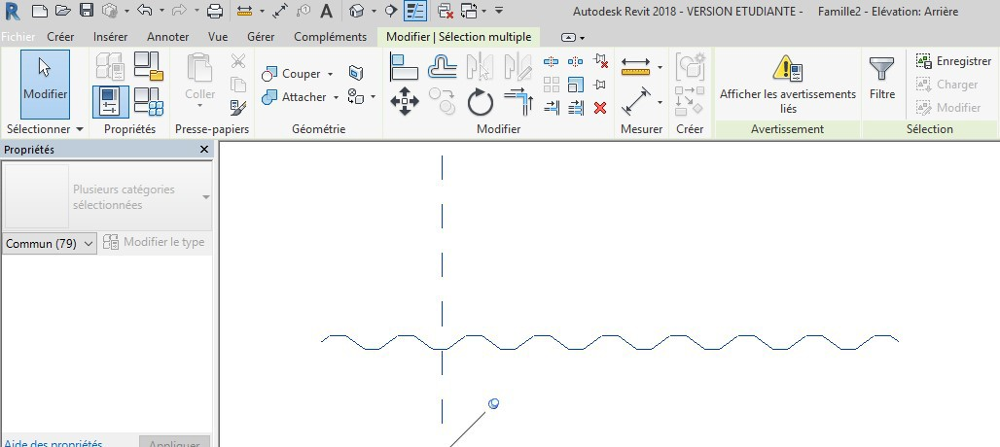 Autodesk Revit 2018 - VERSION ETUDIANTE - Famille2 - Elévation: Arrière
Fichier Créer Insérer Annoter Vue Gérer Compléments Modifier | Sélection multiple
Modifier
Coller
Couper
Attacher
Afficher les avertissements
liés
Filtre
Enregistrer
Charger
Modifier
Sélectionner Propriétés Presse-papiers Géométrie Modifier Mesurer Créer Avertissement Sélection
Propriétés
Plusieurs catégories
sélectionnées
Commun (79) Modifier le type
Aide des propriétés Appliquer